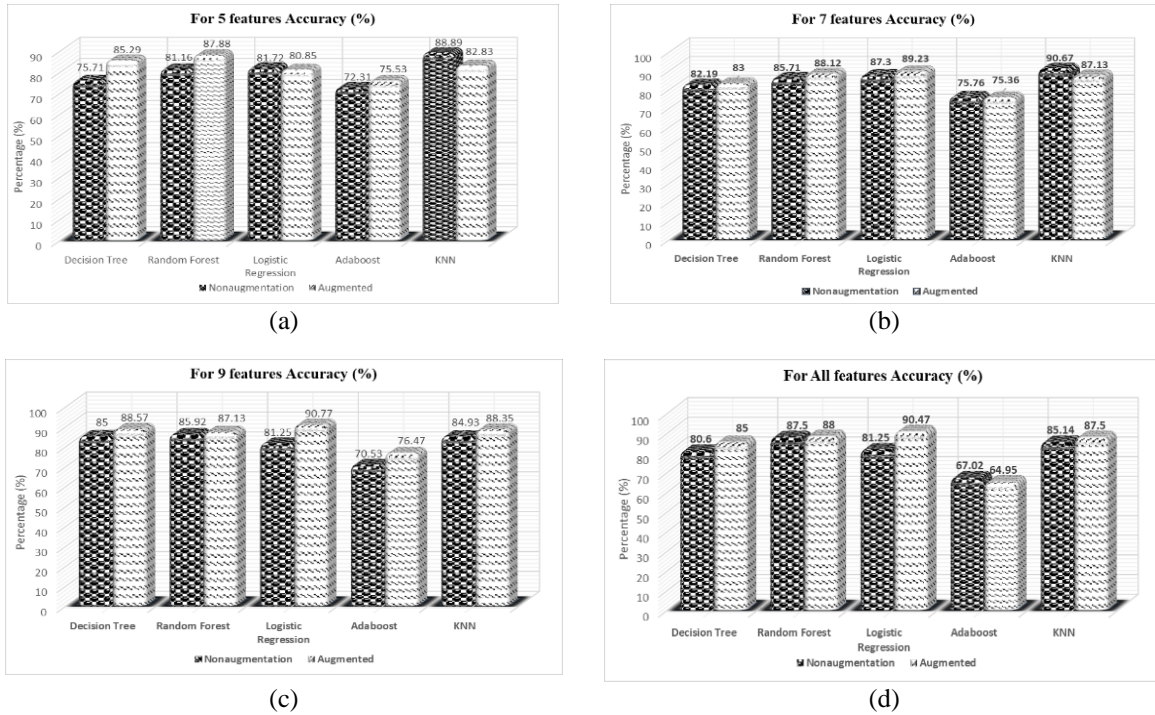 For 5 features Accuracy (%)
Percentage (%)
90
80
70
60
50
40
30
20
10
0
75.71
85.29
81.16
87.88
81.72
80.85
72.31
75.53
88.89
82.83
Decision Tree
Random Forest
Logistic
Regression
Adaboost
KNN
Nonaugmentation
Augmented
(a)
For 7 features Accuracy (%)
Percentage (%)
100
90
80
70
60
50
40
30
20
10
0
82.19
83
85.71
88.12
87.3
89.23
75.76
75.36
90.67
87.13
Decision Tree
Random Forest
Logistic
Regression
Adaboost
KNN
Nonaugmentation
Augmented
(b)
For 9 features Accuracy (%)
Percentage (%)
100
90
80
70
60
50
40
30
20
10
0
85
88.57
85.92
87.13
81.25
90.77
70.53
76.47
84.93
88.35
Decision Tree
Random Forest
Logistic
Regression
Adaboost
KNN
Nonaugmentation
Augmented
(c)
For All features Accuracy (%)
Percentage (%)
100
90
80
70
60
50
40
30
20
10
0
80.6
85
87.5
88
81.25
90.47
67.02
64.95
85.14
87.5
Decision Tree
Random Forest
Logistic
Regression
Adaboost
KNN
Nonaugmentation
Augmented
(d)